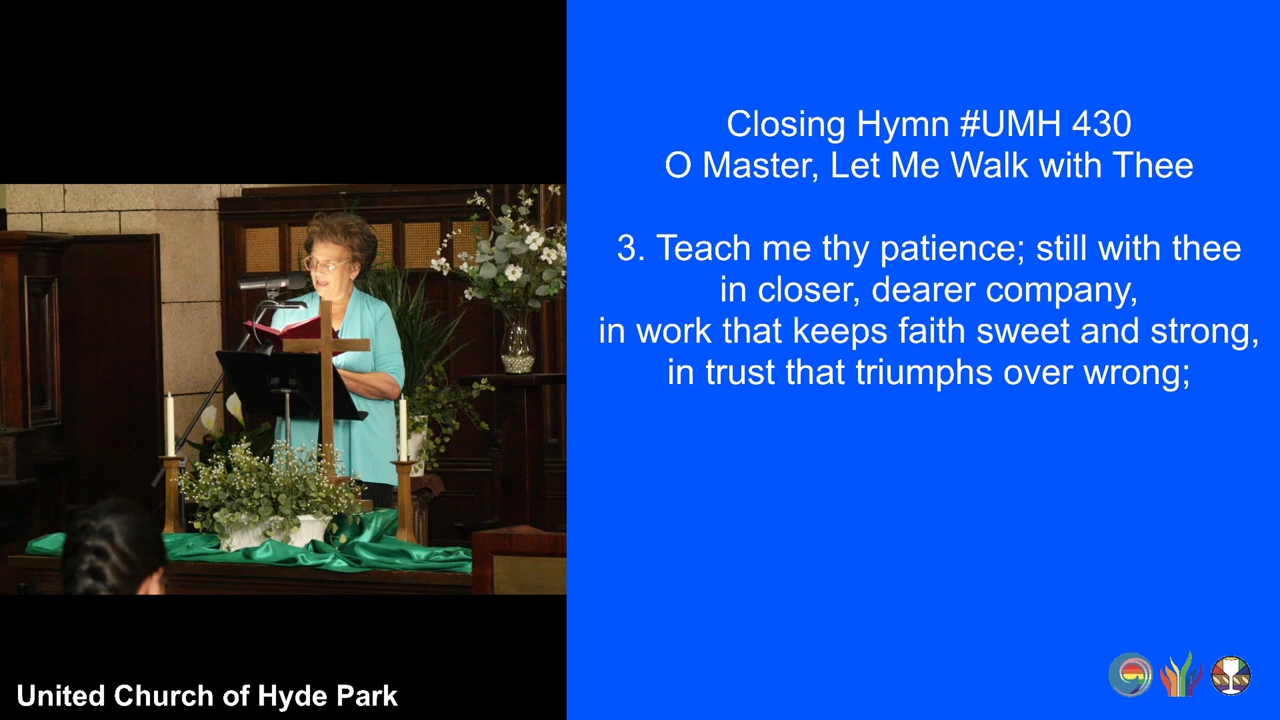 Closing Hymn #UMH 430
O Master, Let Me Walk with Thee
3. Teach me thy patience; still with thee
in closer, dearer company,
in work that keeps faith sweet and strong,
in trust that triumphs over wrong;
United Church of Hyde Park